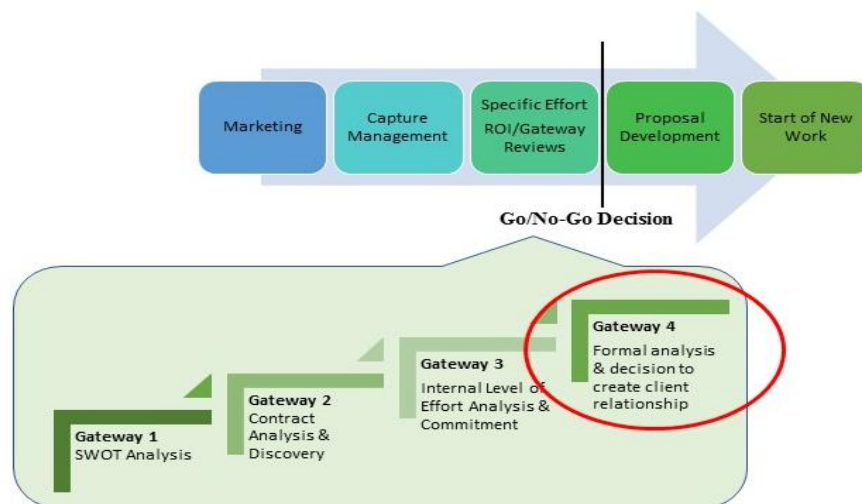 Marketing
Capture
Management
Specific Effort
ROI/Gateway
Reviews
Proposal
Development
Start of New
Work
Go/No-Go Decision
Gateway 1
SWOT Analysis
Gateway 2
Contract
Analysis &
Discovery
Gateway 3
Internal Level of
Effort Analysis &
Commitment
Gateway 4
Formal analysis
& decision to
create client
relationship